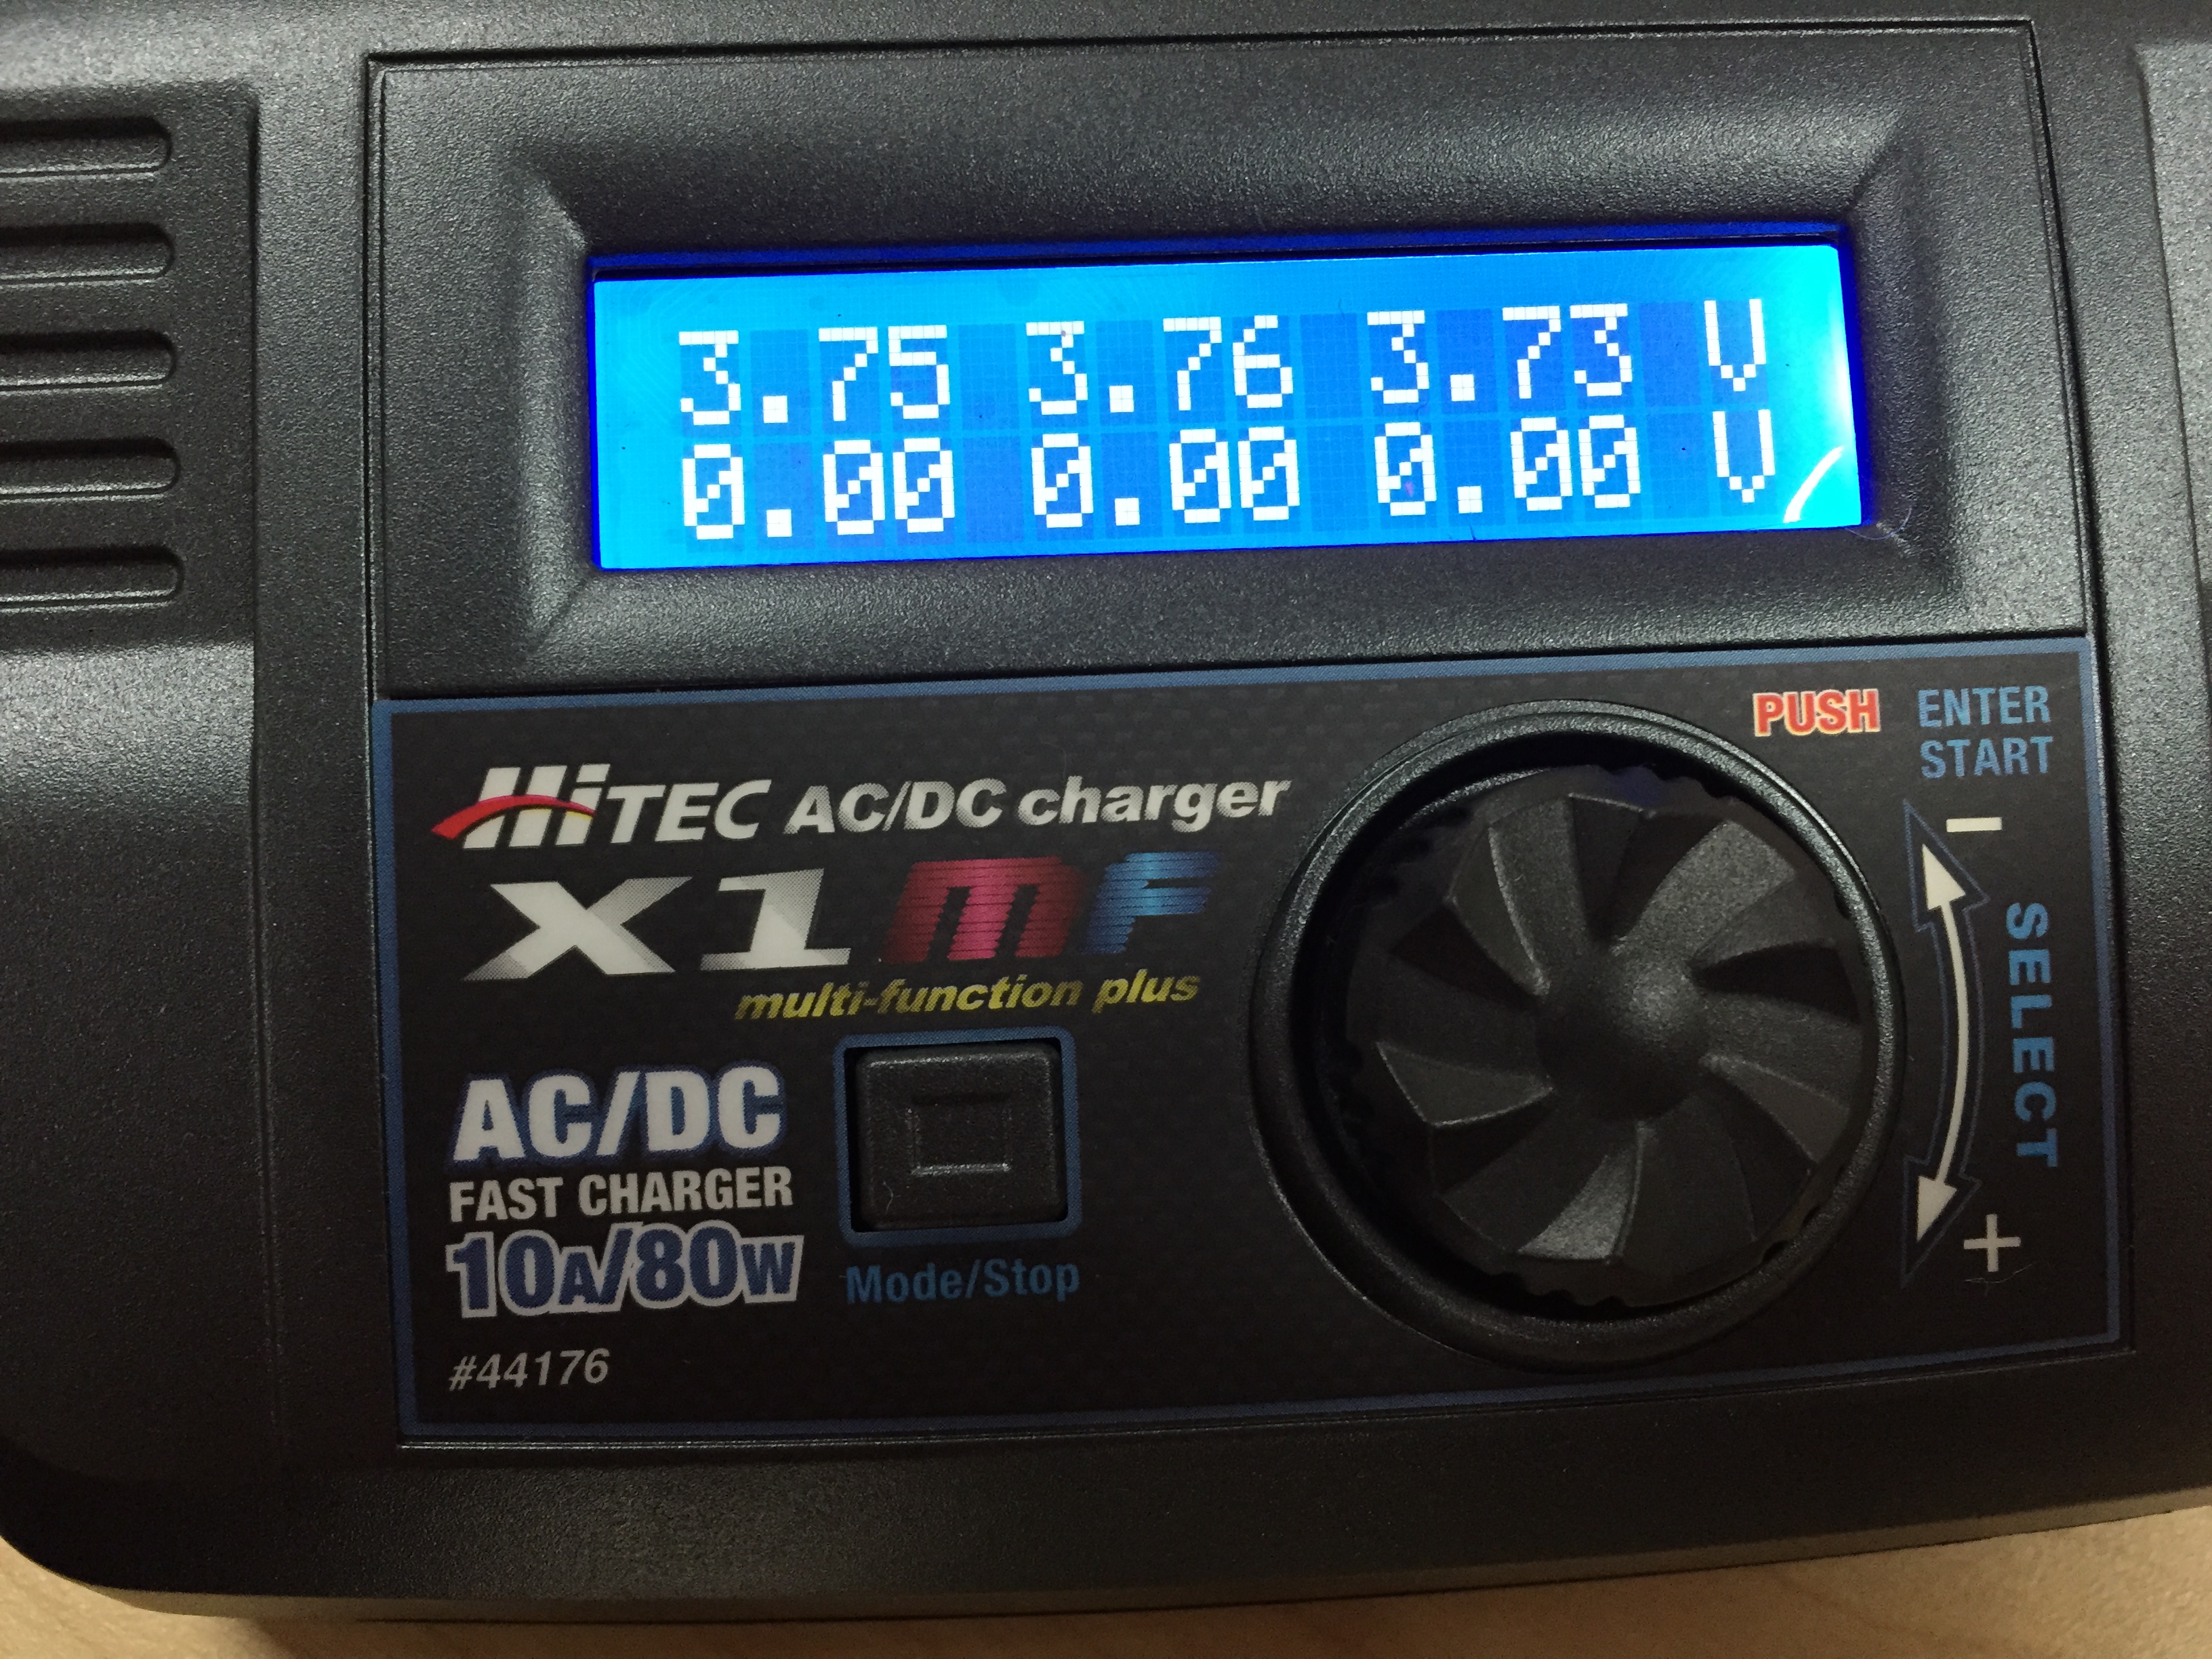 3.75 3.76 3.73 V
0.00 0.00 0.00 V
PUSH ENTER
START
HiTEC AC/DC charger
X1 MF
multi-function plus
SELECT
AC/DC
FAST CHARGER
10A/80W
Mode/Stop
#44176